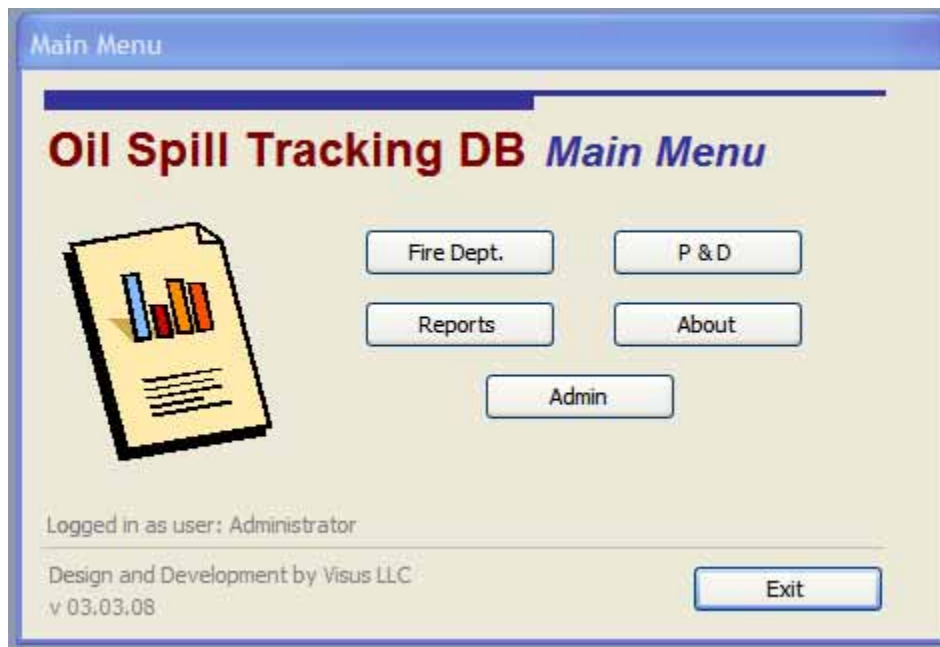 Main Menu
Oil Spill Tracking DB Main Menu
Fire Dept. P & D
Reports About
Admin
Logged in as user: Administrator
Design and Development by Visus LLC
v 03.03.08
Exit